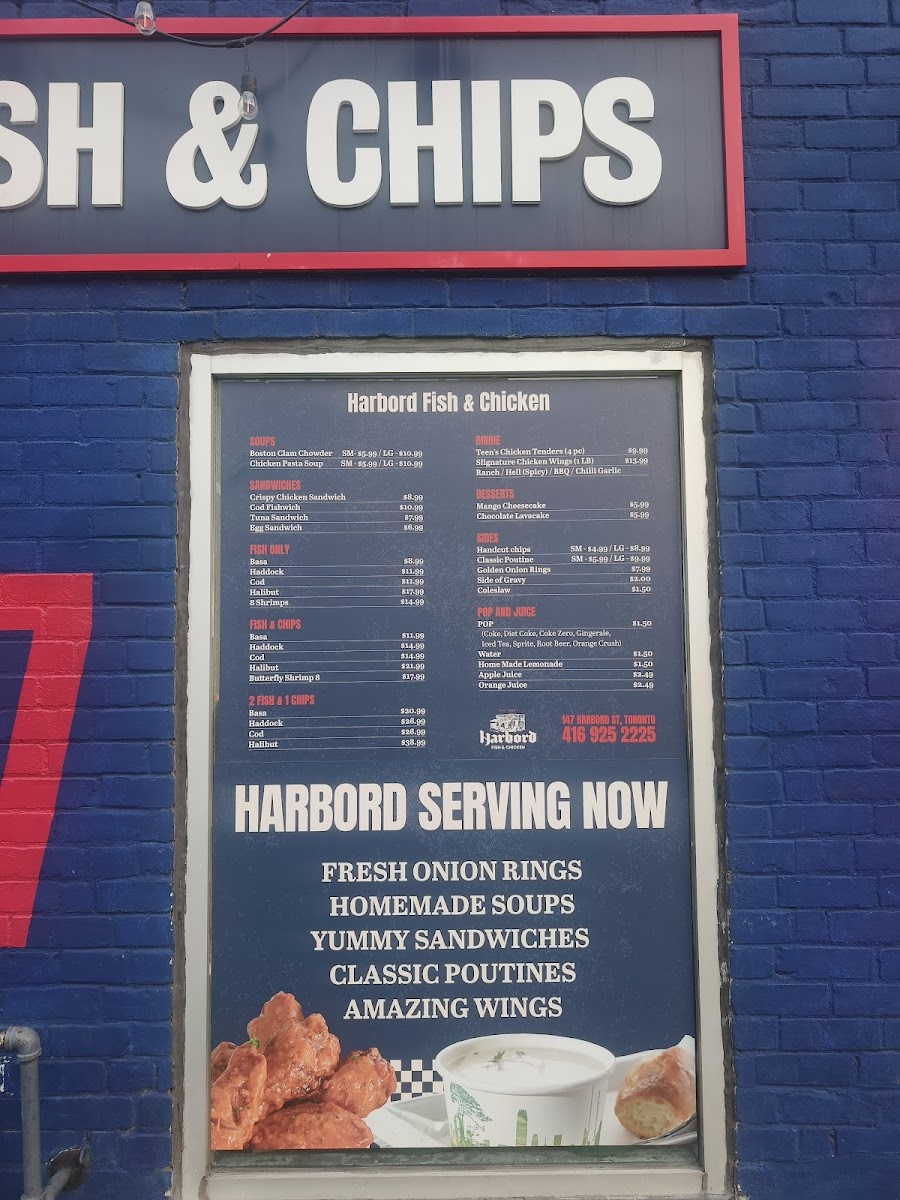 SH & CHIPS
Harbord Fish & Chicken
SOUPS
Boston Clam Chowder SM - $5.99 / LG - $10.99
Chicken Pasta Soup SM - $5.99 / LG - $10.99
SANDWICHES
Crispy Chicken Sandwich $8.99
Cod Fishwich $10.99
Tuna Sandwich $7.99
Egg Sandwich $6.99
FISH ONLY
Basa $8.99
Haddock $11.99
Cod $11.99
Halibut $17.99
8 Shrimps $14.99
FISH & CHIPS
Basa $11.99
Haddock $14.99
Cod $14.99
Halibut $21.99
Butterfly Shrimp 8 $17.99
2 FISH & 1 CHIPS
Basa $20.99
Haddock $26.99
Cod $26.99
Halibut $38.99
BIRDIE
Teen's Chicken Tenders (4 pc) $9.99
SIignature Chicken Wings (1 LB) $13.99
Ranch / Hell (Spicy) / BBQ / Chilli Garlic
DESSERTS
Mango Cheesecake $5.99
Chocolate Lavacake $5.99
SIDES
Handcut chips SM - $4.99 / LG - $8.99
Classic Poutine SM - $5.99 / LG - $9.99
Golden Onion Rings $7.99
Side of Gravy $2.00
Coleslaw $1.50
POP AND JUICE
POP $1.50
(Coke, Diet Coke, Coke Zero, Gingerale,
Iced Tea, Sprite, Root Beer, Orange Crush)
Water $1.50
Home Made Lemonade $1.50
Apple Juice $2.49
Orange Juice $2.49
Harbord
FISH & CHICKEN
147 HARBORD ST, TORONTO
416 925 2225
HARBORD SERVING NOW
FRESH ONION RINGS
HOMEMADE SOUPS
YUMMY SANDWICHES
CLASSIC POUTINES
AMAZING WINGS
7